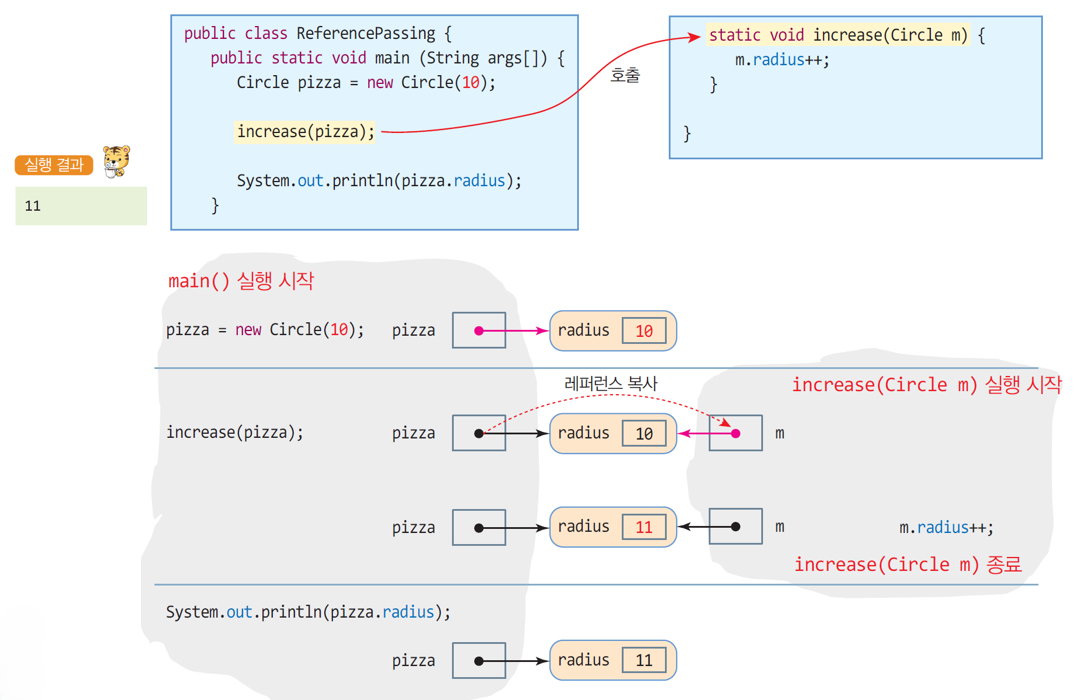 public class ReferencePassing {
public static void main (String args[]) {
Circle pizza = new Circle(10);
increase(pizza);
System.out.println(pizza.radius);
}
호출
static void increase(Circle m) {
m.radius++;
}
}
실행 결과
11
main() 실행 시작
pizza = new Circle(10);
pizza
radius
10
레퍼런스 복사
increase(Circle m) 실행 시작
increase(pizza);
pizza
radius
10
m
pizza
radius
11
m
m.radius++;
increase(Circle m) 종료
System.out.println(pizza.radius);
pizza
radius
11